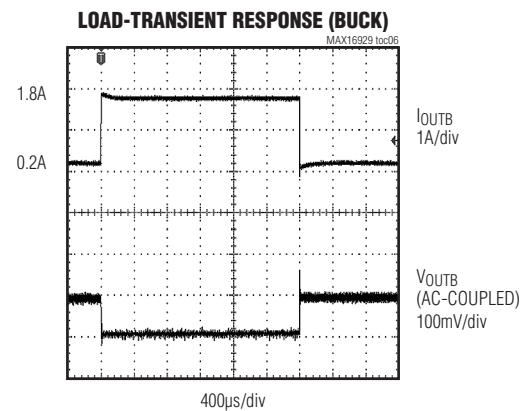 LOAD-TRANSIENT RESPONSE (BUCK)
MAX16929 toc06
1.8A
IOUTB
1A/div
0.2A
VOUTB
(AC-COUPLED)
100mV/div
400µs/div